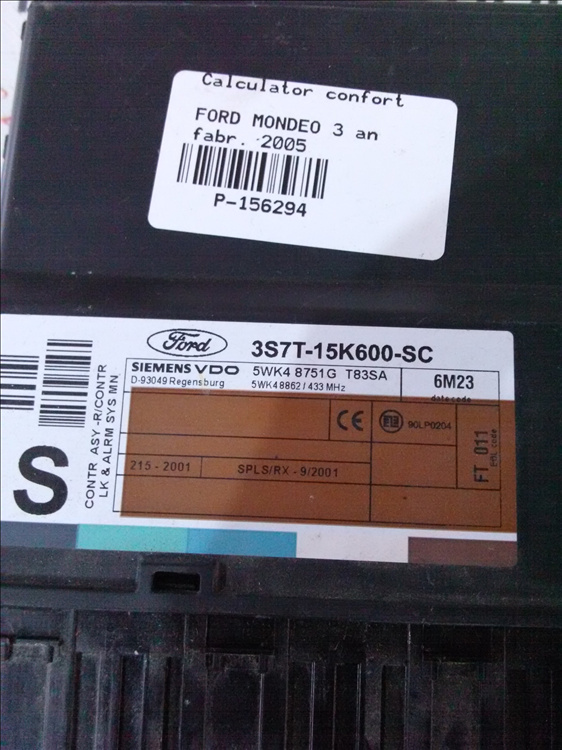 Calculator confort
FORD MONDEO 3 an
fabr. 2005
P-156294
Ford
3S7T-15K600-SC
SIEMENS VDO
D-93049 Regensburg
5WK4 8751G T83SA
5WK4 8862 / 433 MHz
6M23
date code
CE
90LP0204
FT 011
EOL code
215 - 2001
SPLS/RX - 9/2001
CONTR ASY -R/CONTR
LK & ALRM SYS MN
S